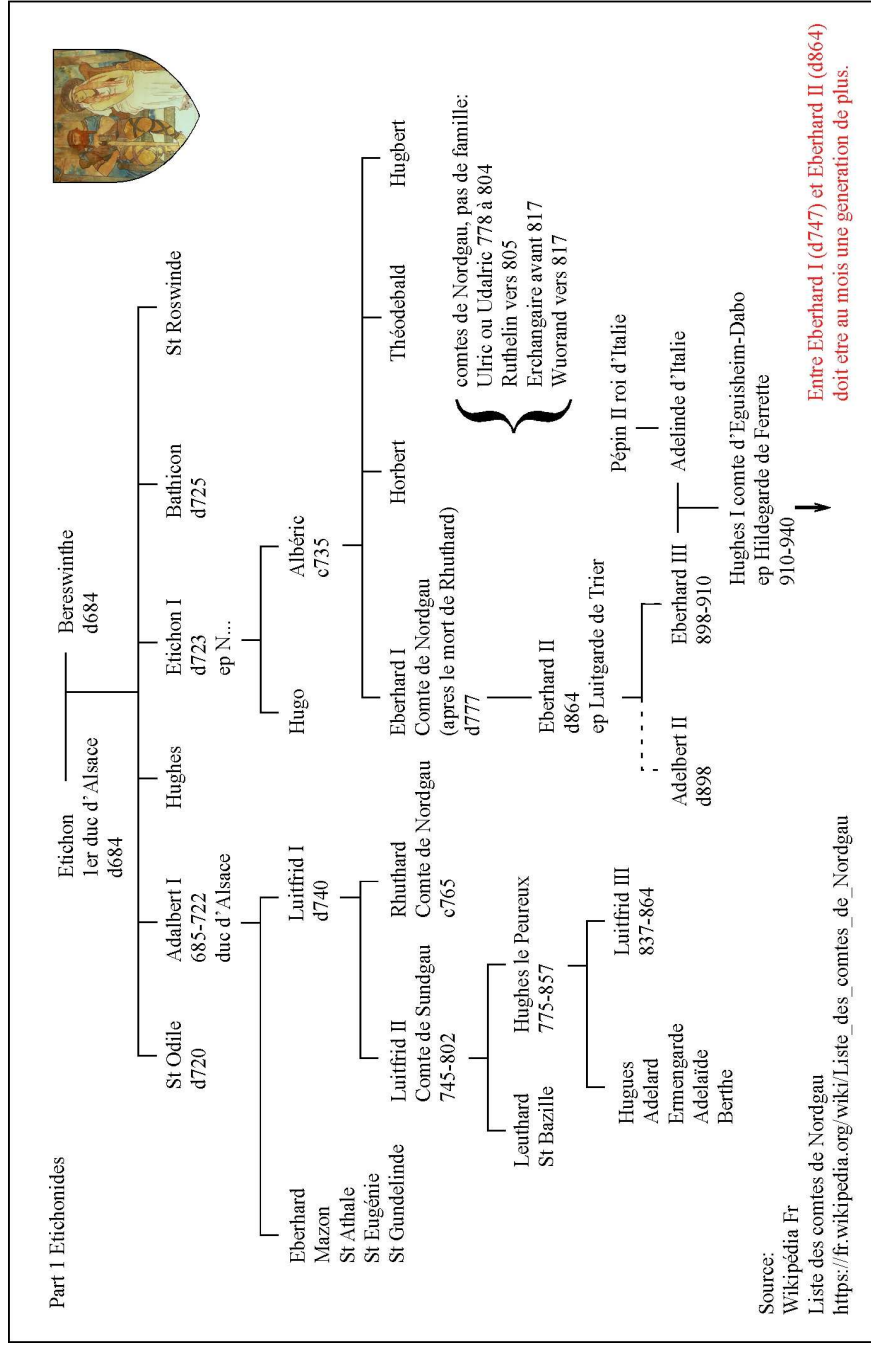 Part 1 Etichonides
Etichon
1er duc d'Alsace
d684
Bereswinthe
d684
St Odile
d720
Adalbert I
685-722
duc d'Alsace
Hughes
Etichon I
d723
ep N...
Bathicon
d725
St Roswinde
Eberhard
Mazon
St Athale
St Eugénie
St Gundelinde
Luitfrid I
d740
Hugo
Albéric
c735
Luitfrid II
Comte de Sundgau
745-802
Rhuthard
Comte de Nordgau
c765
Eberhard I
Comte de Nordgau
(apres le mort de Rhuthard)
d777
Horbert
Théodebald
Hugbert
comtes de Nordgau, pas de famille:
Ulric ou Udalric 778 à 804
Ruthelin vers 805
Erchangaire avant 817
Wuorand vers 817
Leuthard
St Bazille
Hughes le Peureux
775-857
Eberhard II
d864
ep Luitgarde de Trier
Pépin II roi d'Italie
Hugues
Adelard
Ermengarde
Adelaïde
Berthe
Luitfrid III
837-864
Adelbert II
d898
Eberhard III
898-910
Adelinde d'Italie
Hughes I comte d'Eguisheim-Dabo
ep Hildegarde de Ferrette
910-940
Source:
Wikipédia Fr
Liste des comtes de Nordgau
https://fr.wikipedia.org/wiki/Liste_des_comtes_de_Nordgau
Entre Eberhard I (d747) et Eberhard II (d864)
doit etre au mois une generation de plus.